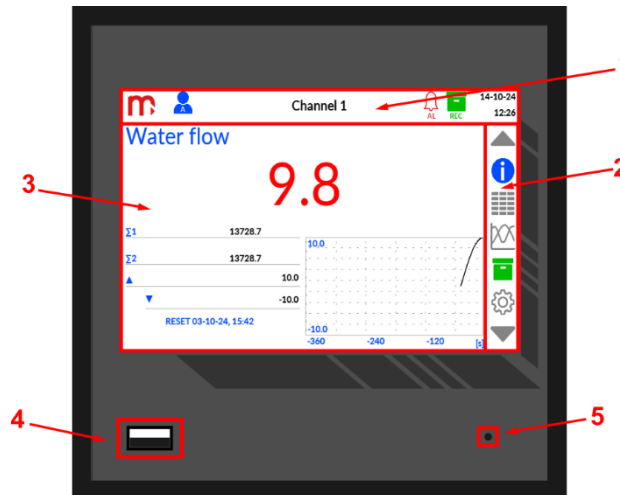 m
A
Channel 1
AL
REC
14-10-24
12:26
Water flow
9.8
i
2
3
Σ1 13728.7
Σ2 13728.7
10.0
-10.0
RESET 03-10-24, 15:42
10.0
-10.0
-360 -240 -120 [s]
4
5